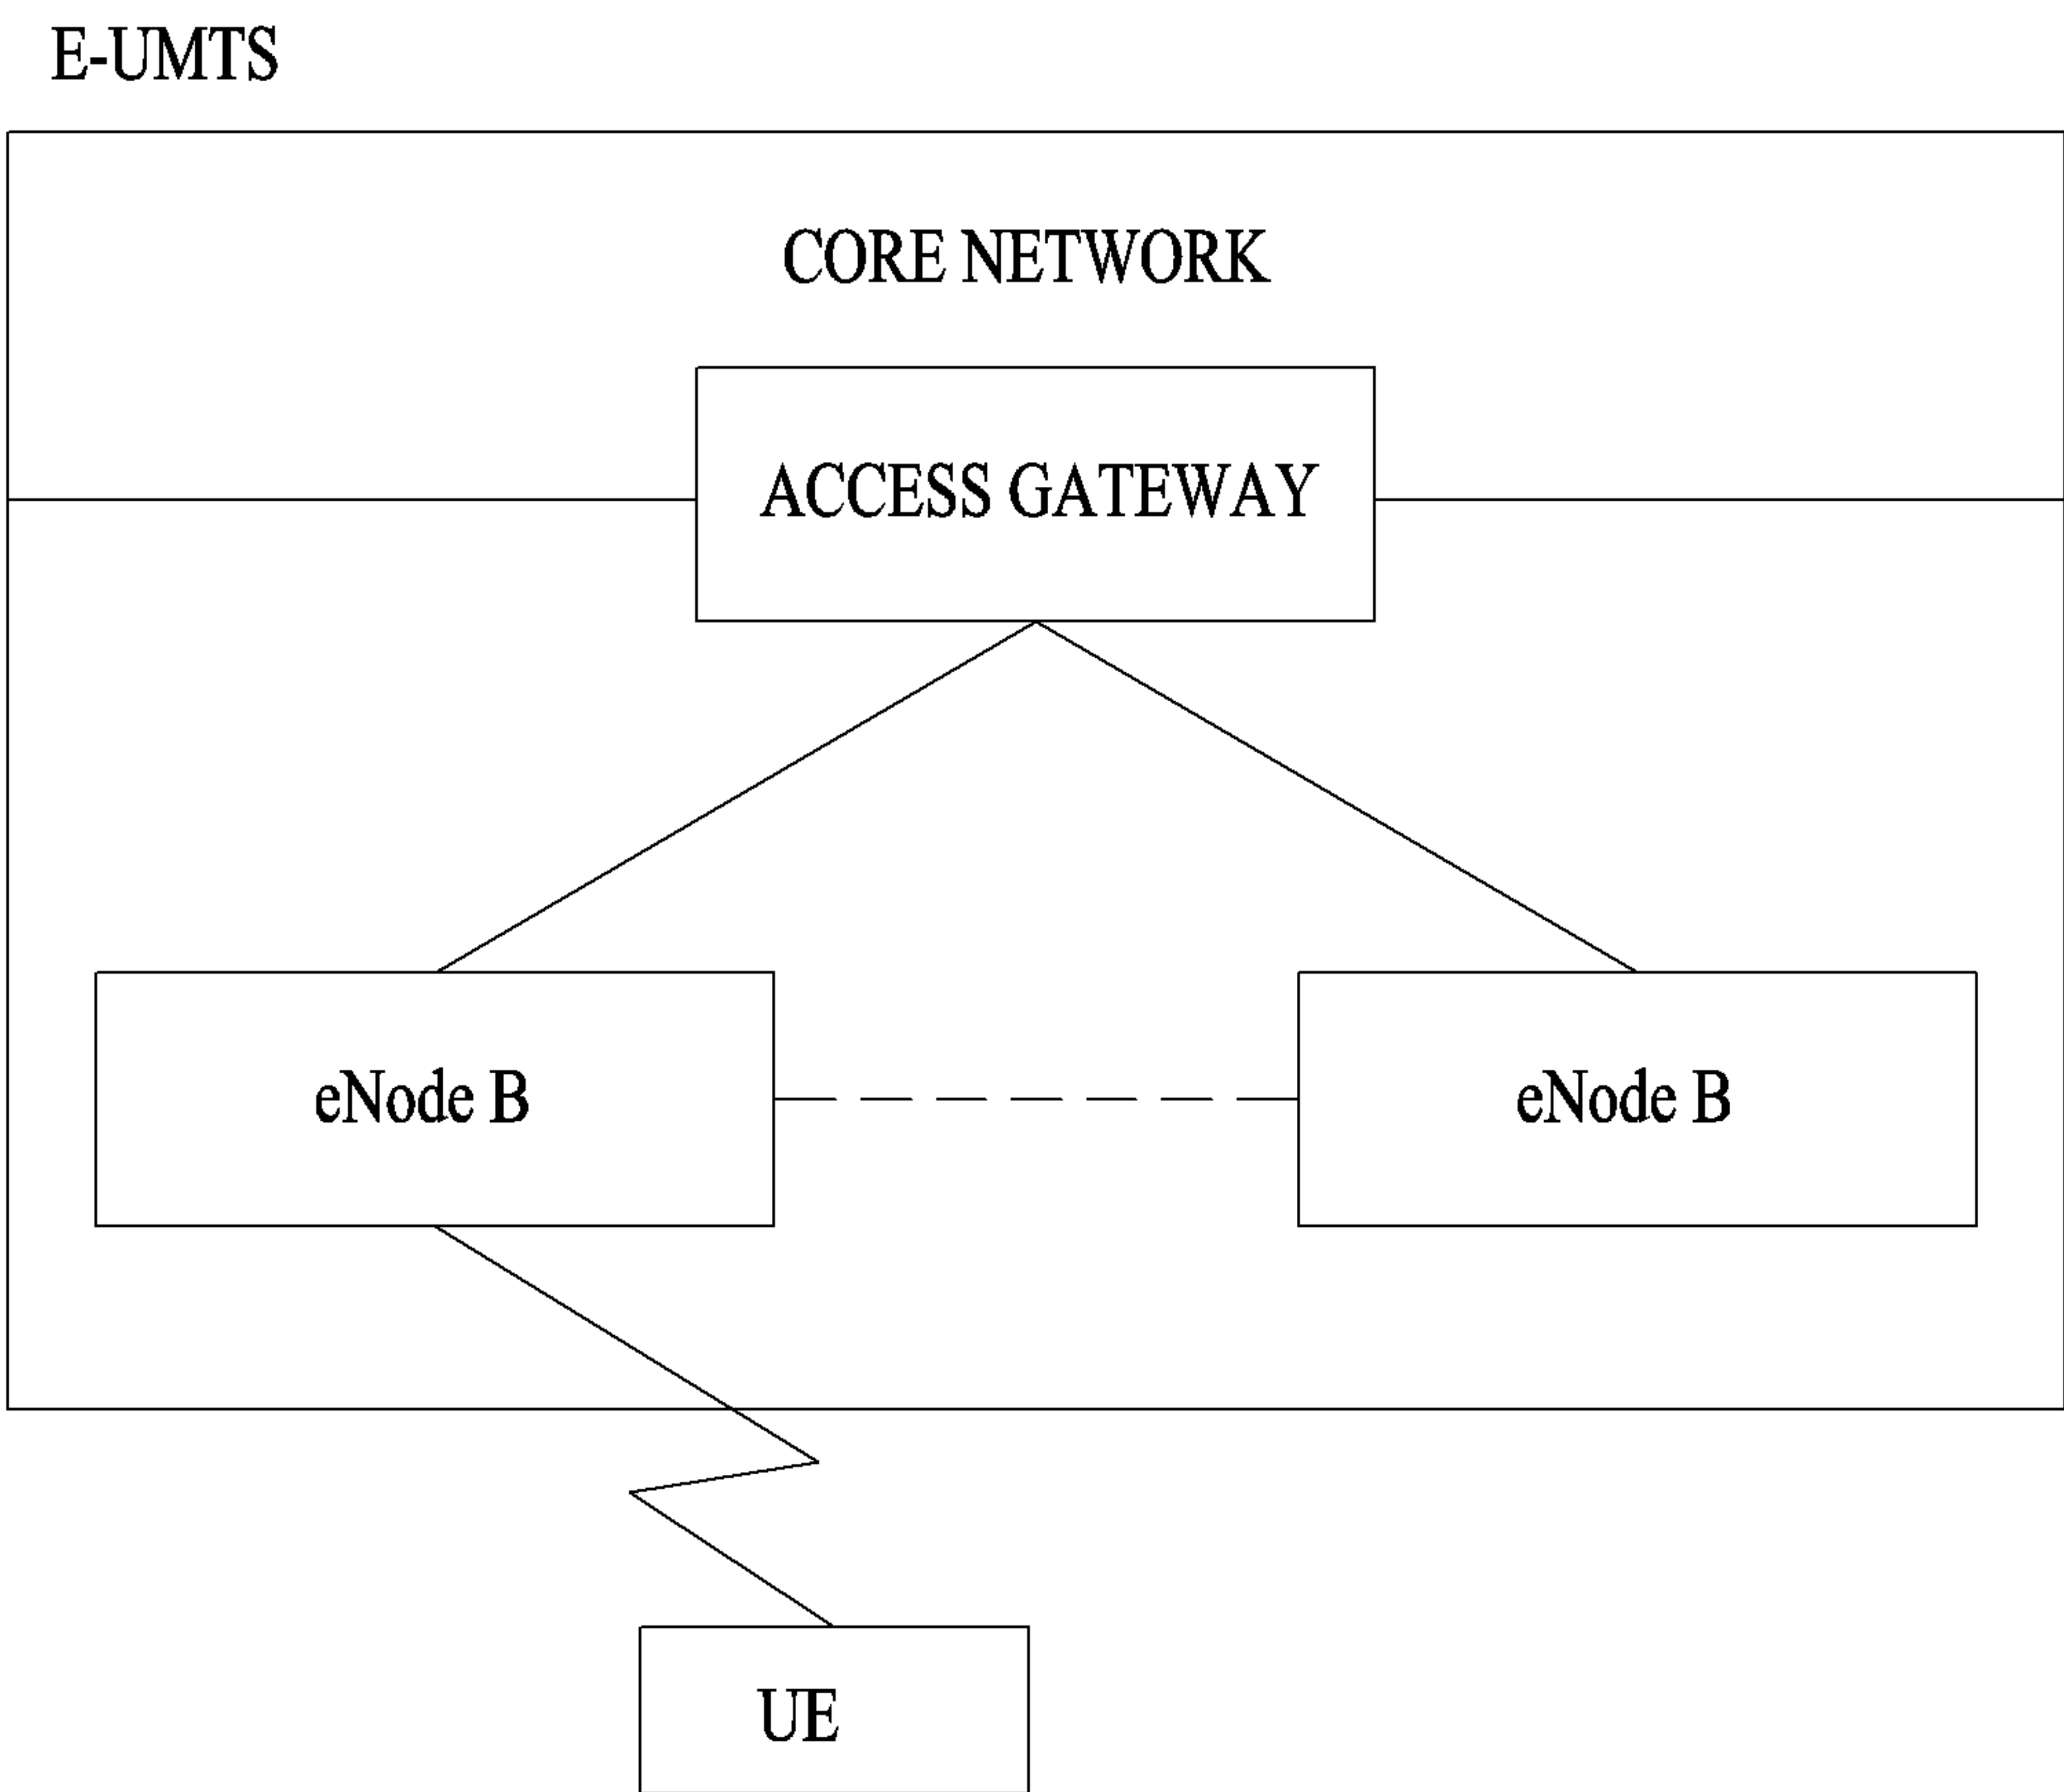 E-UMTS
CORE NETWORK
ACCESS GATEWAY
eNode B
eNode B
UE